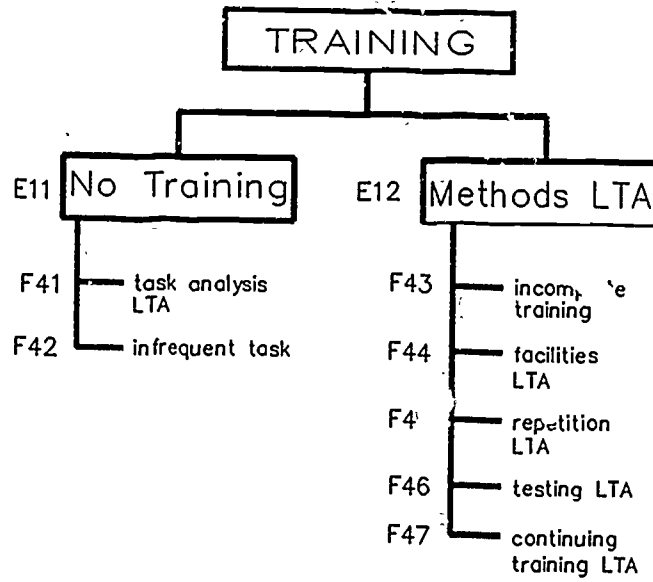 TRAINING
E11 No Training
F41 task analysis
LTA
F42 infrequent task
E12 Methods LTA
F43
training
F44 facilities
LTA
repetition
LTA
F46 testing LTA
F47 continuing
training LTA